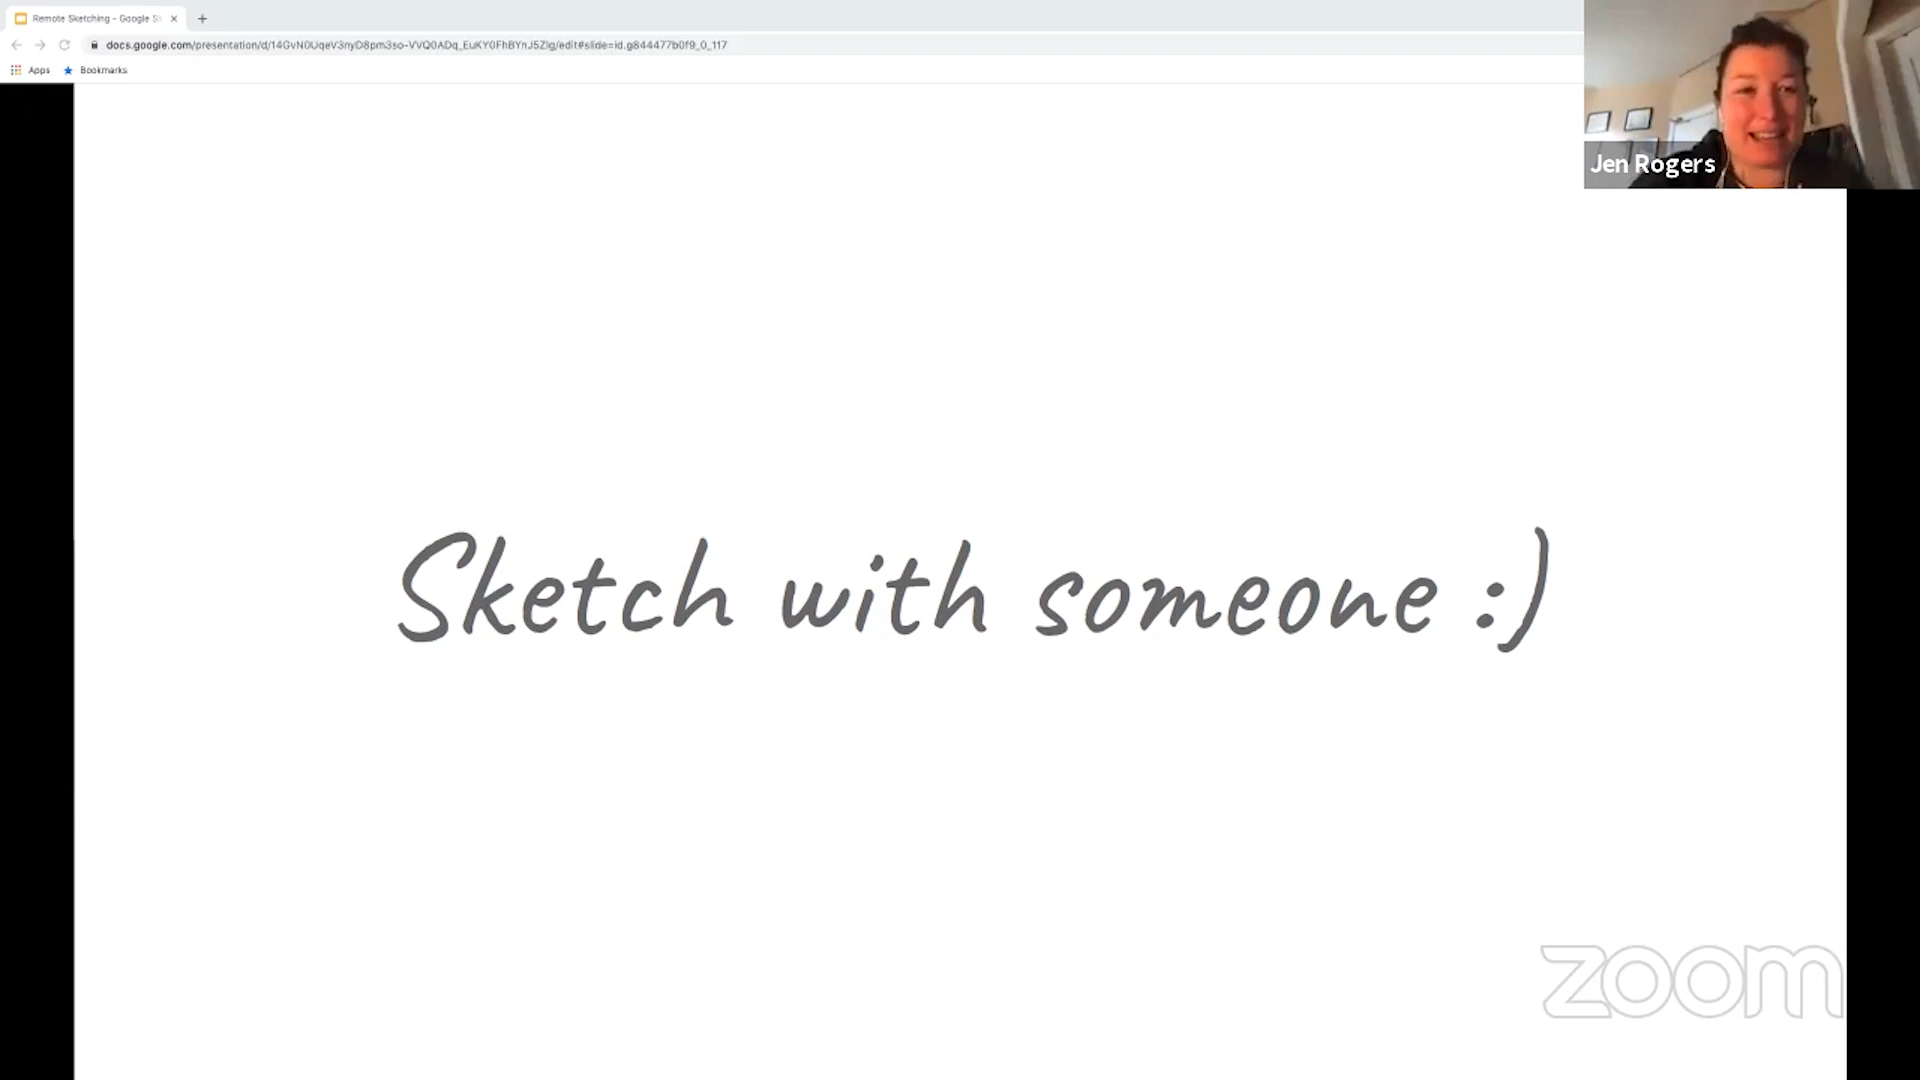 Remote Sketching - Google Sl
docs.google.com/presentation/d/14GvN0UqeV3nyD8pm3so-VVQ0ADq_EuKY0FhBYnJ5ZIg/edit#slide=id.g844477b0f9_0_117
Apps Bookmarks
Jen Rogers
Sketch with someone :)
zoom